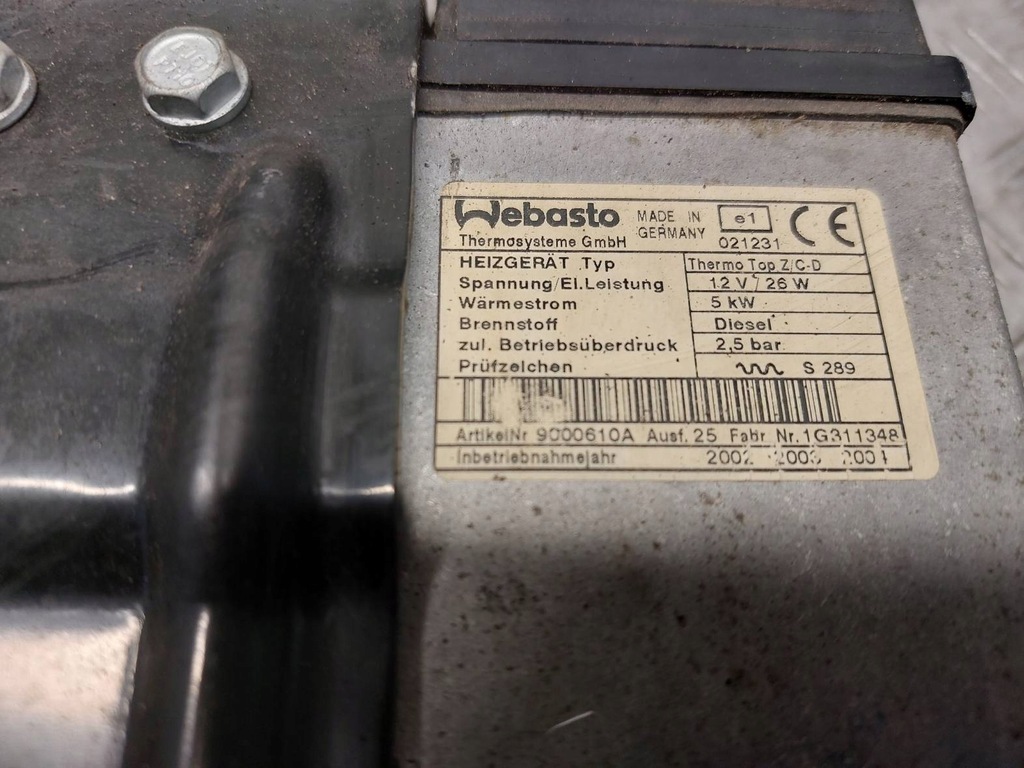 Webasto
Thermosysteme GmbH
MADE IN
GERMANY
e1
021231
CE
HEIZGERÄT Typ Thermo Top Z/C-D
Spannung/El.Leistung 12 V / 26 W
Wärmestrom 5 kW
Brennstoff Diesel
zul. Betriebsüberdruck 2,5 bar
Prüfzeichen S 289
ArtikelNr 9000610A Ausf. 25 Fabr Nr. 1G311348
Inbetriebnahmejahr 2002 2003 2004